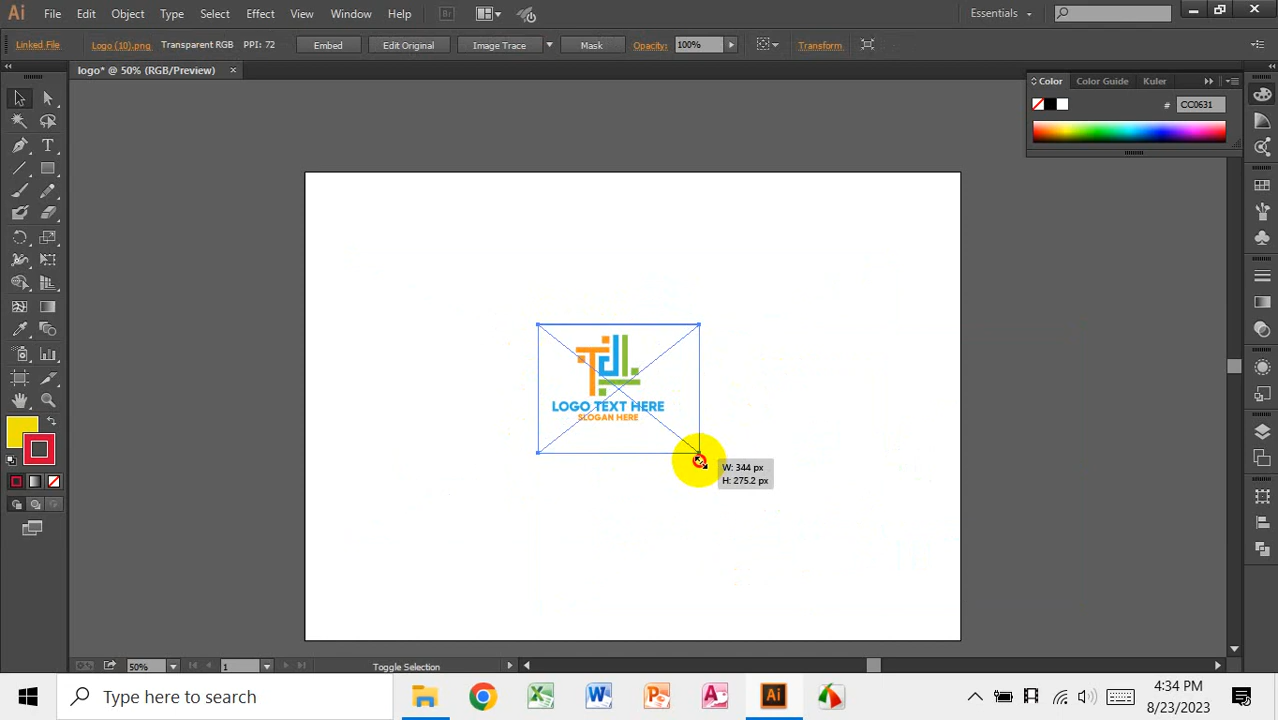 Ai File Edit Object Type Select Effect View Window Help Br Essentials
Linked File Logo (10).png Transparent RGB PPI: 72 Embed Edit Original Image Trace Mask Opacity: 100% Transform
logo* @ 50% (RGB/Preview) ×
Color Color Guide Kuler
# CC0631
T
LOGO TEXT HERE
SLOGAN HERE
W: 344 px
H: 275.2 px
50% 1 Toggle Selection
Type here to search
Ai
4:34 PM
8/23/2023